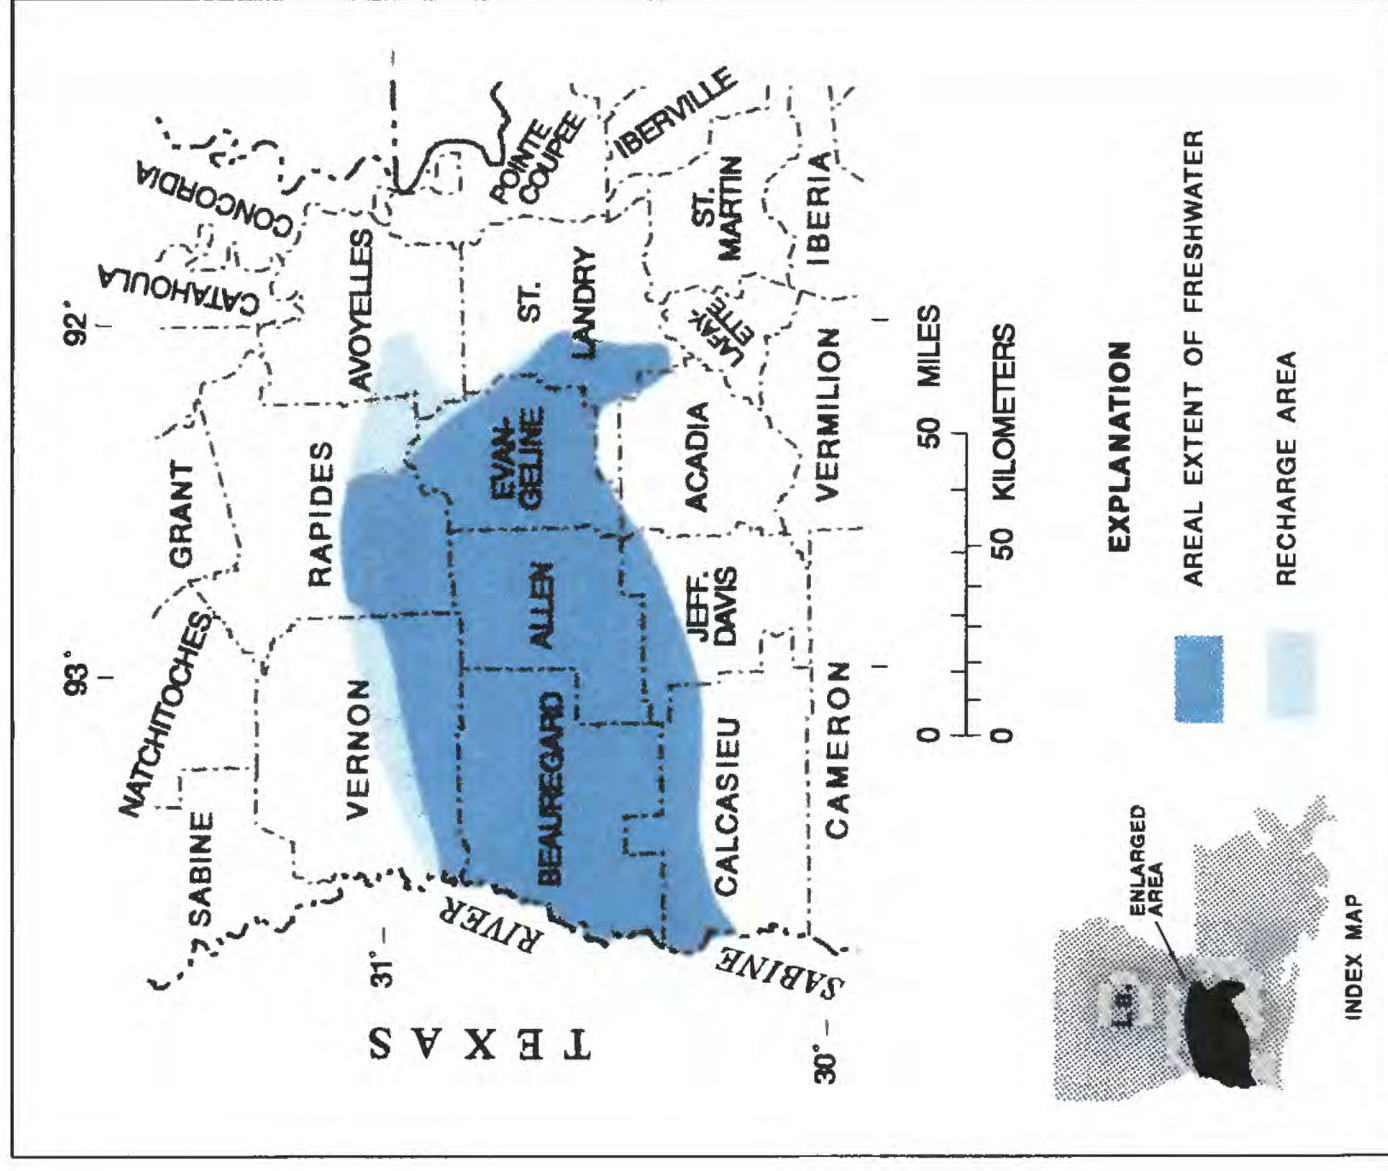 93°
92°
NATCHITOCHES
GRANT
CATAHOULA
CONCORDIA
SABINE
VERNON
RAPIDES
AVOYELLES
31°
TEXAS
SABINE
RIVER
BEAUREGARD
ALLEN
EVAN-
GELINE
ST.
LANDRY
POINTE
COUPEE
IBERVILLE
CALCASIEU
JEFF.
DAVIS
ACADIA
LAFAY-
ETTE
ST.
MARTIN
CAMERON
VERMILION
IBERIA
30°
0 50 MILES
0 50 KILOMETERS
EXPLANATION
AREAL EXTENT OF FRESHWATER
RECHARGE AREA
ENLARGED
AREA
INDEX MAP